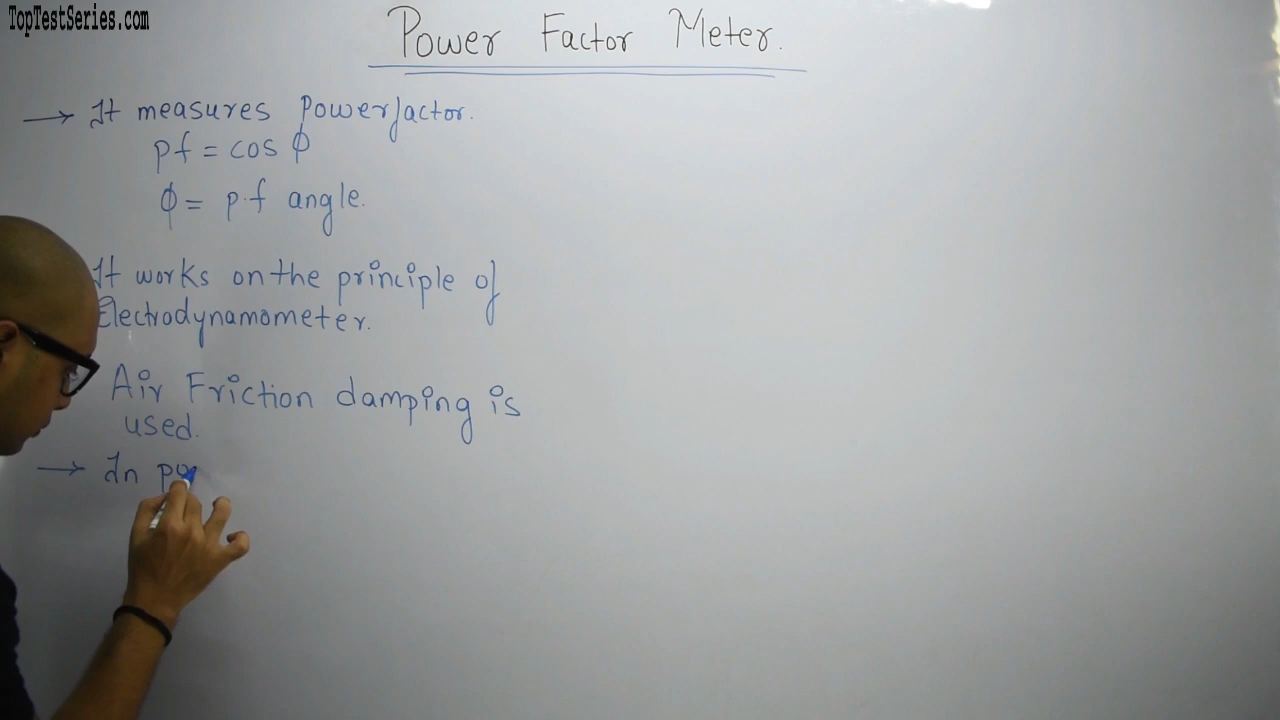 TopTestSeries.com
Power Factor Meter.
→ It measures Powerfactor.
pf = cos ϕ
ϕ = p.f angle.
It works on the principle of
Electrodynamometer.
Air Friction damping is
used.
→ In po